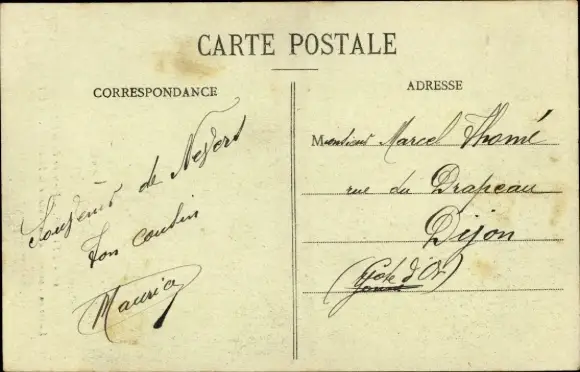 CARTE POSTALE
CORRESPONDANCE
Souvenir de Nevers
Ton cousin
Maurice
ADRESSE
Monsieur Marcel Thomé
rue du Drapeau
Dijon
(Côte d'Or)